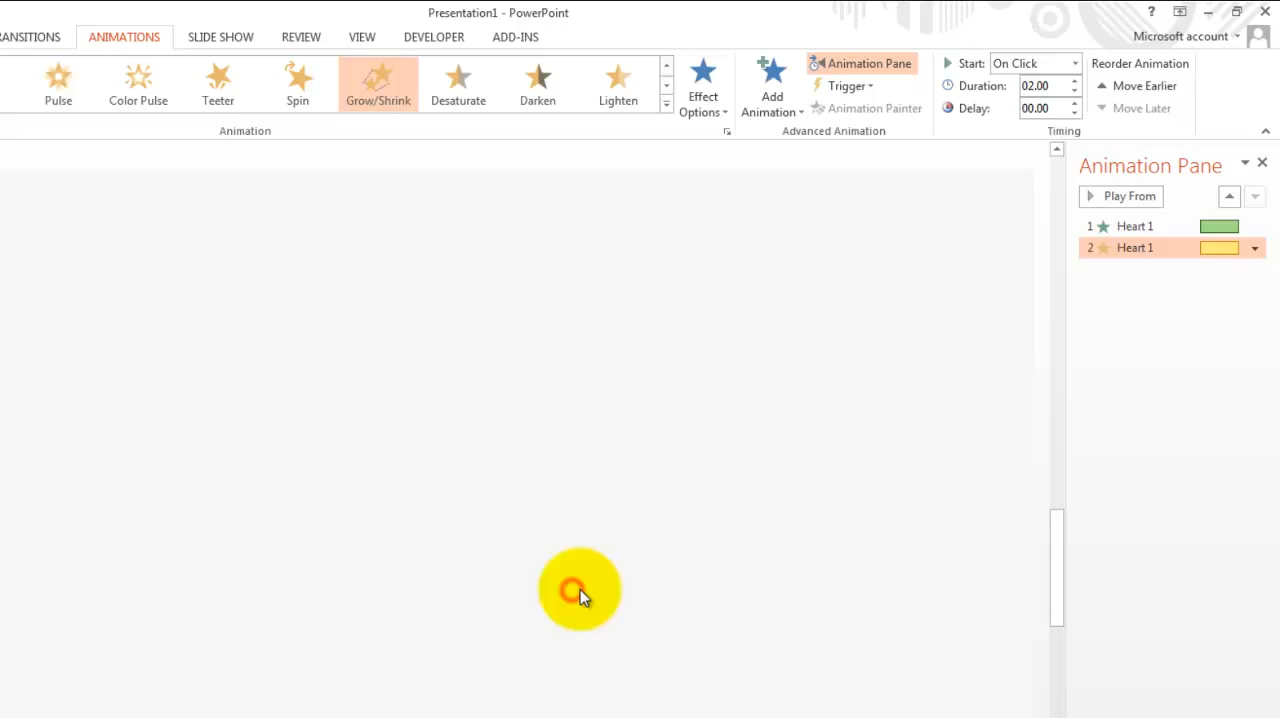 Presentation1 - PowerPoint
?
Microsoft account
RANSITIONS ANIMATIONS SLIDE SHOW REVIEW VIEW DEVELOPER ADD-INS
Pulse Color Pulse Teeter Spin Grow/Shrink Desaturate Darken Lighten
Animation
Effect Options
Add Animation
Animation Pane
Trigger
Animation Painter
Advanced Animation
Start: On Click
Duration: 02.00
Delay: 00.00
Reorder Animation
Move Earlier
Move Later
Timing
Animation Pane
Play From
1 Heart 1
2 Heart 1